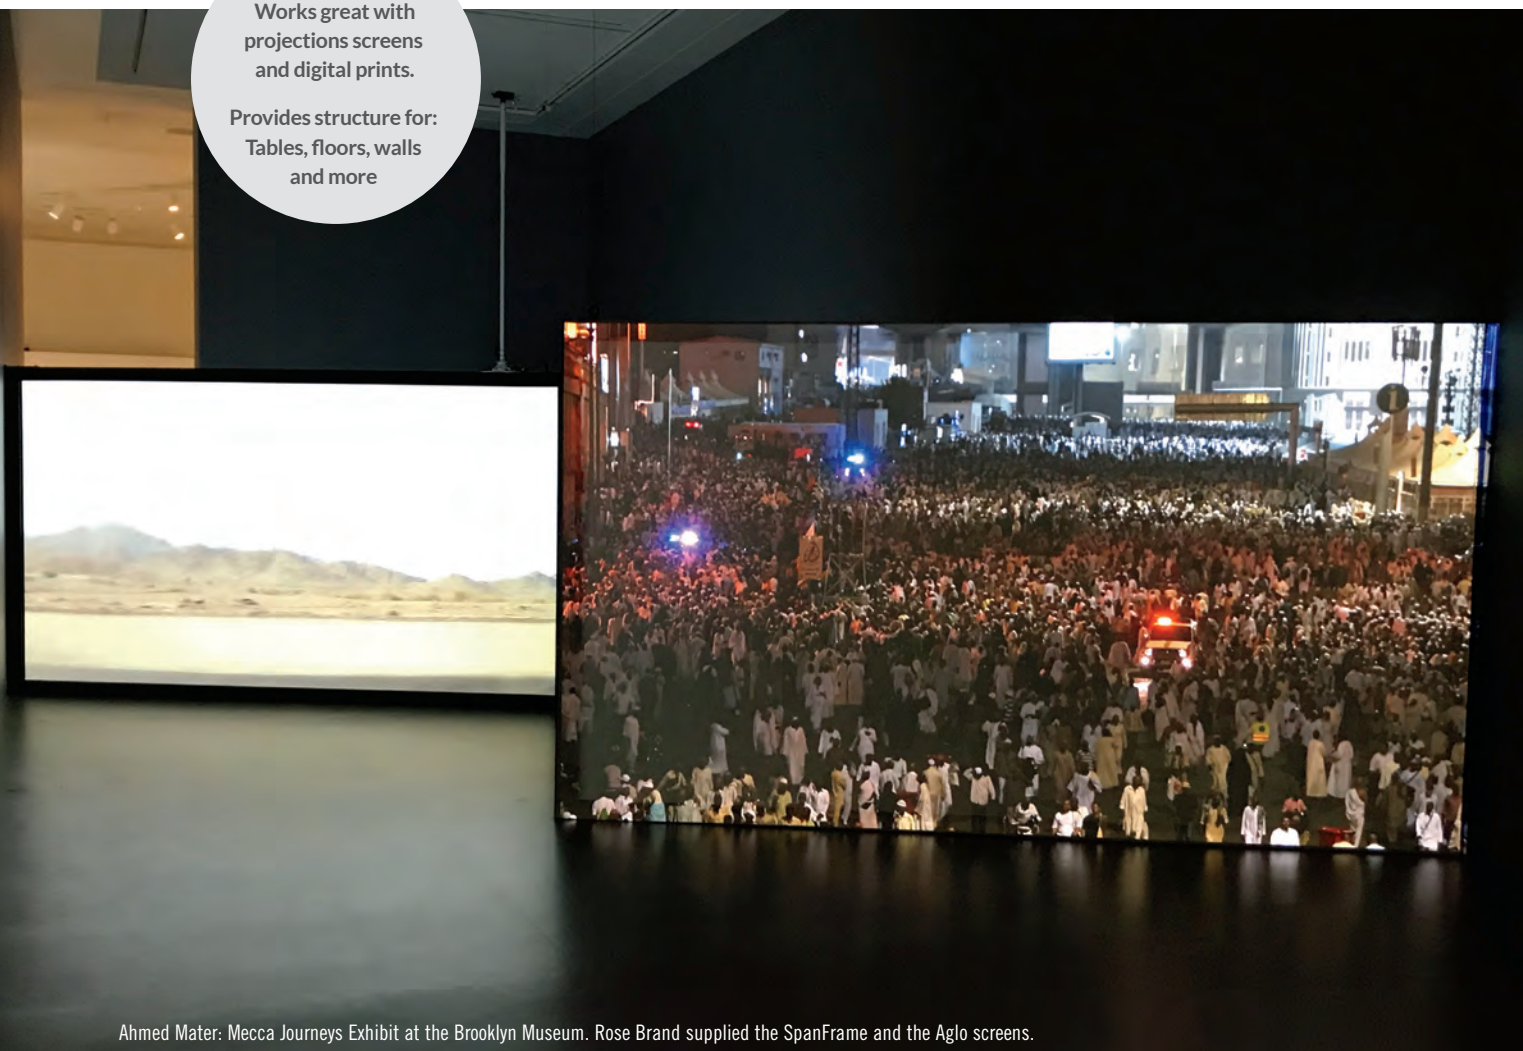 Works great with
projections screens
and digital prints.
Provides structure for:
Tables, floors, walls
and more
Ahmed Mater: Mecca Journeys Exhibit at the Brooklyn Museum. Rose Brand supplied the SpanFrame and the Aglo screens.